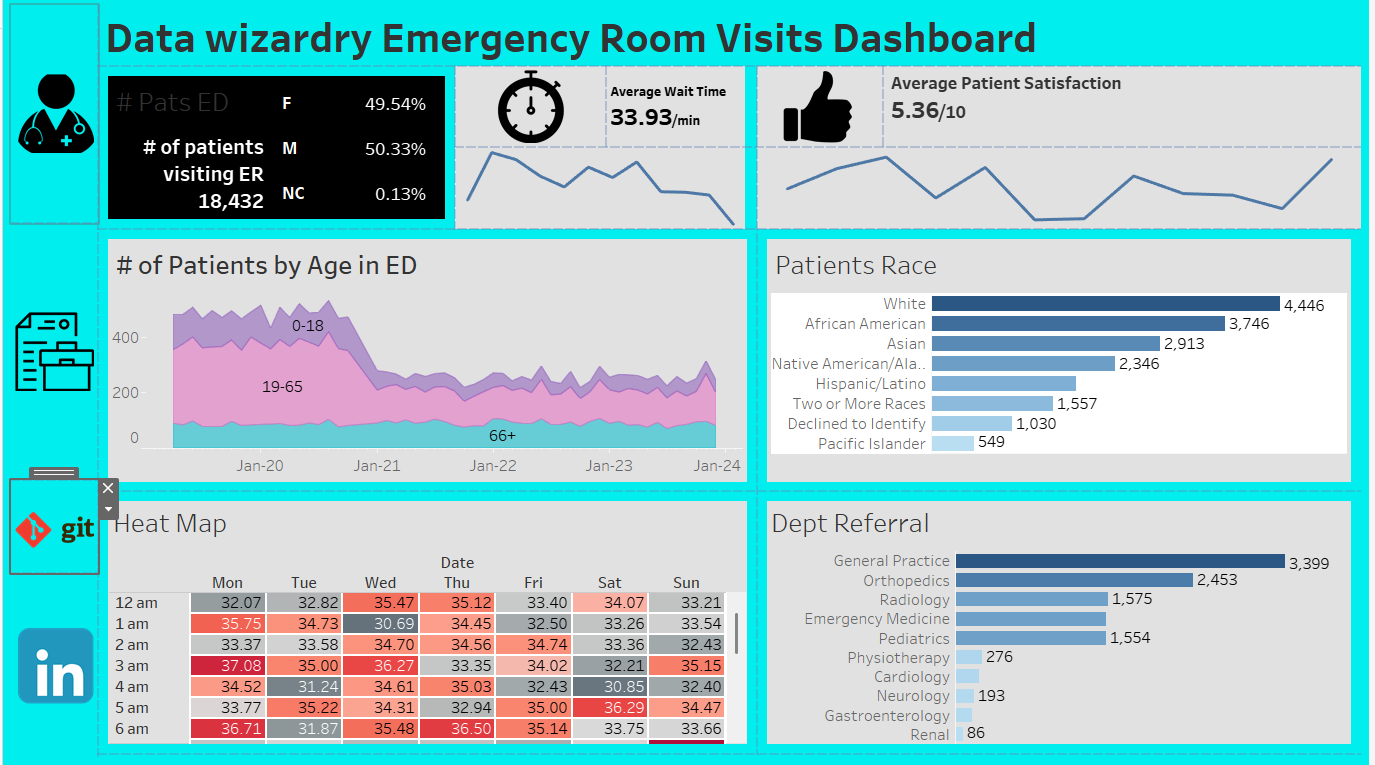 Data wizardry Emergency Room Visits Dashboard
# Pats ED
# of patients
visiting ER
18,432
F 49.54%
M 50.33%
NC 0.13%
Average Wait Time
33.93/min
Average Patient Satisfaction
5.36/10
# of Patients by Age in ED
400
200
0
0-18
19-65
66+
Jan-20 Jan-21 Jan-22 Jan-23 Jan-24
Patients Race
White 4,446
African American 3,746
Asian 2,913
Native American/Ala.. 2,346
Hispanic/Latino
Two or More Races 1,557
Declined to Identify 1,030
Pacific Islander 549
git
Heat Map
Date
Mon Tue Wed Thu Fri Sat Sun
12 am 32.07 32.82 35.47 35.12 33.40 34.07 33.21
1 am 35.75 34.73 30.69 34.45 32.50 33.26 33.54
2 am 33.37 33.58 34.70 34.56 34.74 33.36 32.43
3 am 37.08 35.00 36.27 33.35 34.02 32.21 35.15
4 am 34.52 31.24 34.61 35.03 32.43 30.85 32.40
5 am 33.77 35.22 34.31 32.94 35.00 36.29 34.47
6 am 36.71 31.87 35.48 36.50 35.14 33.75 33.66
Dept Referral
General Practice 3,399
Orthopedics 2,453
Radiology 1,575
Emergency Medicine
Pediatrics 1,554
Physiotherapy 276
Cardiology
Neurology 193
Gastroenterology
Renal 86
in